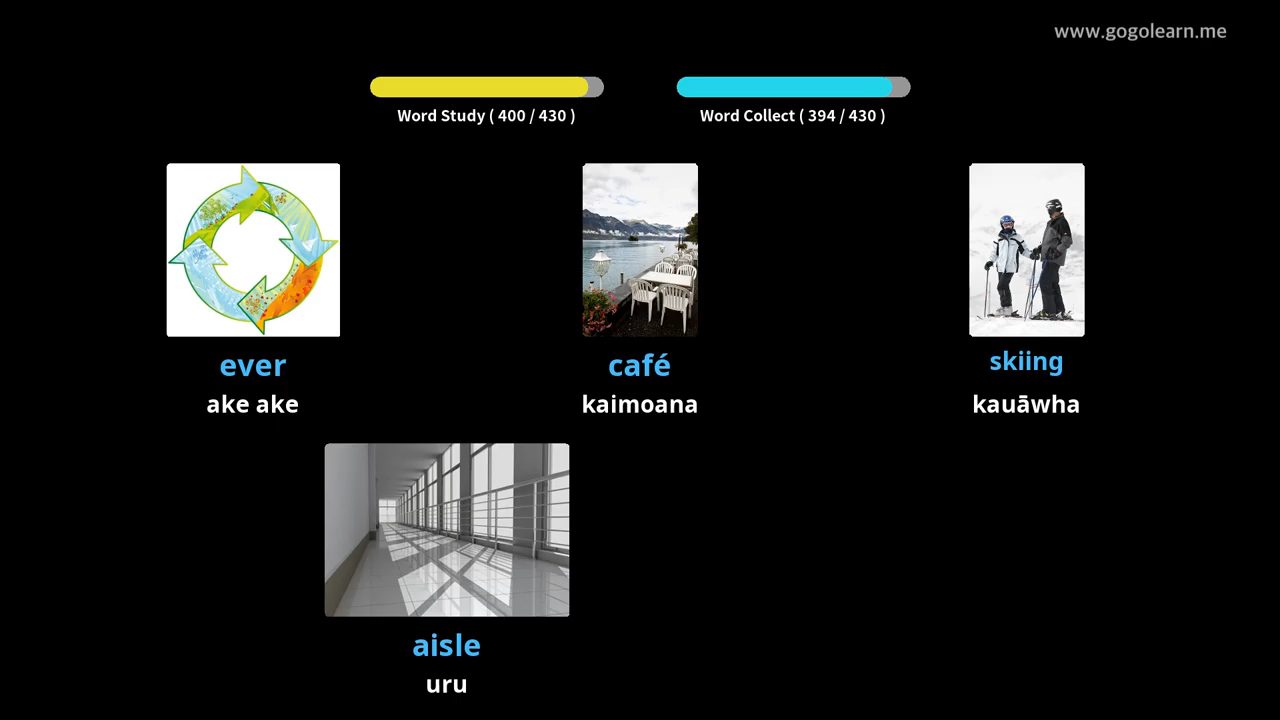 www.gogolearn.me
Word Study ( 400 / 430 )
Word Collect ( 394 / 430 )
ever
café
skiing
ake ake
kaimoana
kauāwha
aisle
uru